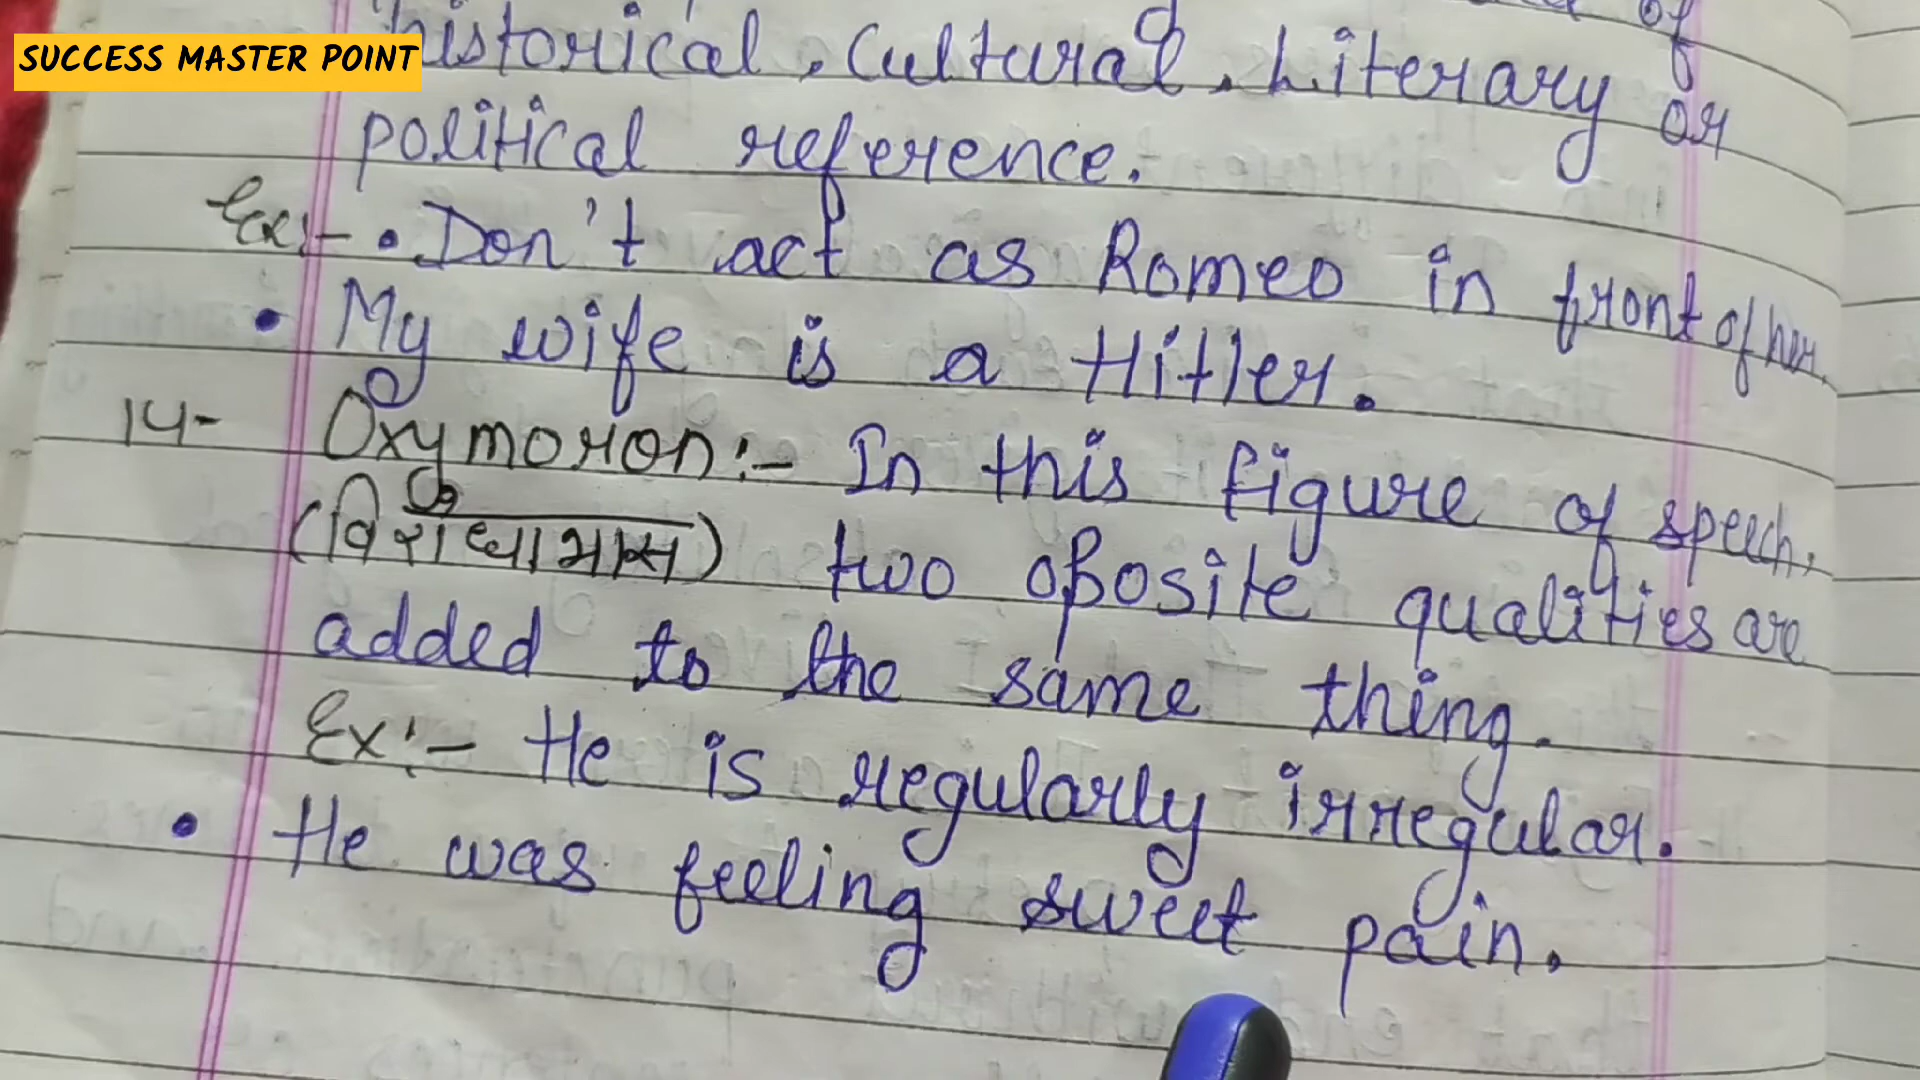 of
SUCCESS MASTER POINT
historical, Cultural, Literary or
political reference.
Ex:- • Don't act as Romeo in front of her.
• My wife is a Hitler.
14- Oxymoron:- In this figure of speech,
(विरोधाभास) two oposite qualities are
added to the same thing.
Ex:- He is regularly irregular.
• He was feeling sweet pain.